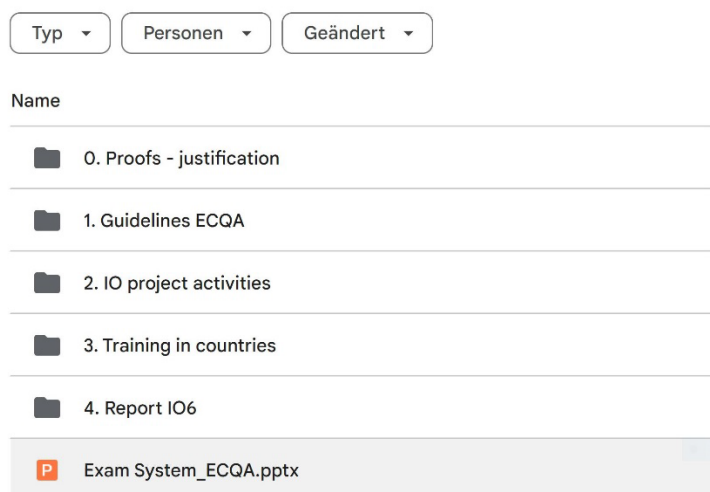 Typ Personen Geändert
Name
0. Proofs - justification
1. Guidelines ECQA
2. IO project activities
3. Training in countries
4. Report IO6
P Exam System_ECQA.pptx